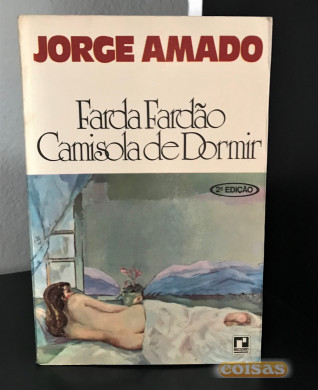 JORGE AMADO
Farda Fardão
Camisola de Dormir
2ª EDIÇÃO
coisas